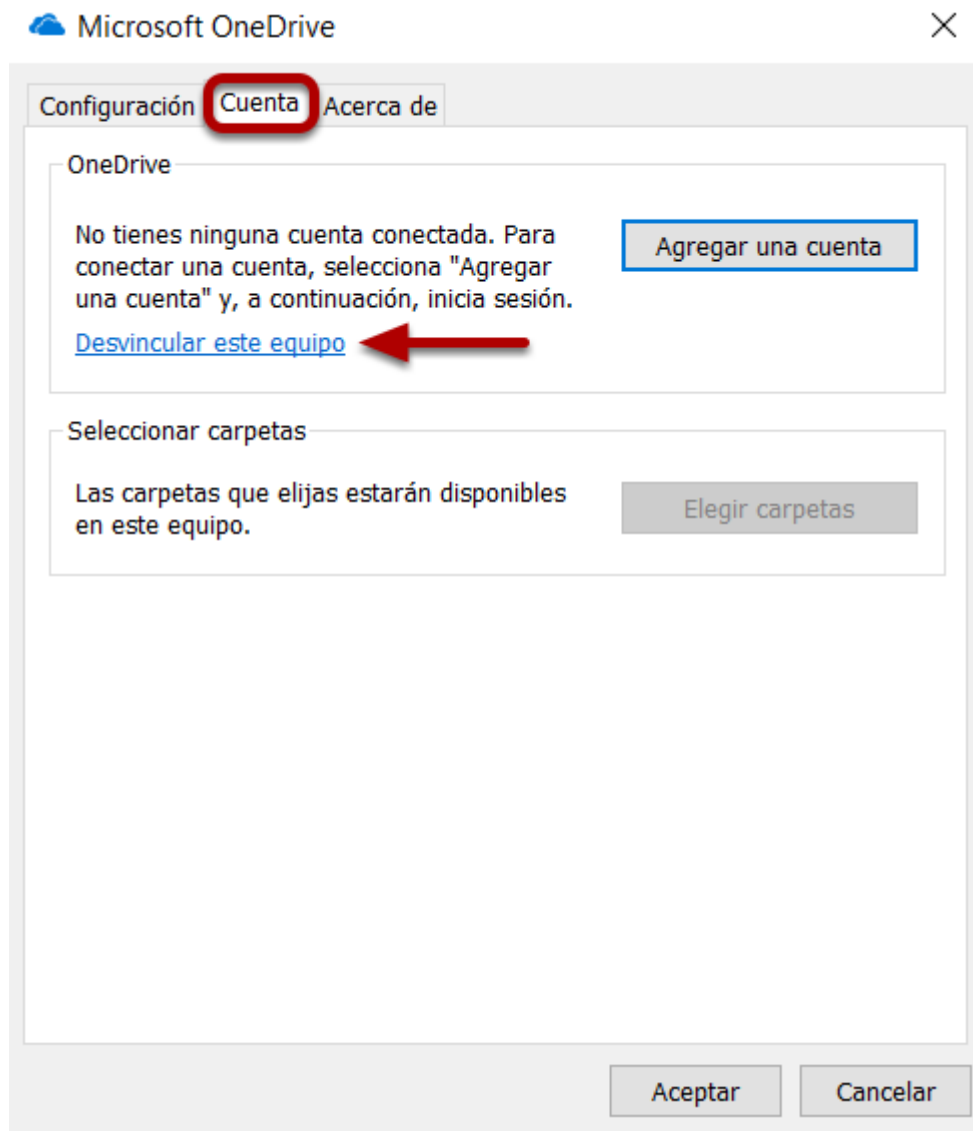 Microsoft OneDrive
Configuración Cuenta Acerca de
OneDrive
No tienes ninguna cuenta conectada. Para
conectar una cuenta, selecciona "Agregar
una cuenta" y, a continuación, inicia sesión.
Agregar una cuenta
Desvincular este equipo
Seleccionar carpetas
Las carpetas que elijas estarán disponibles
en este equipo.
Elegir carpetas
Aceptar Cancelar